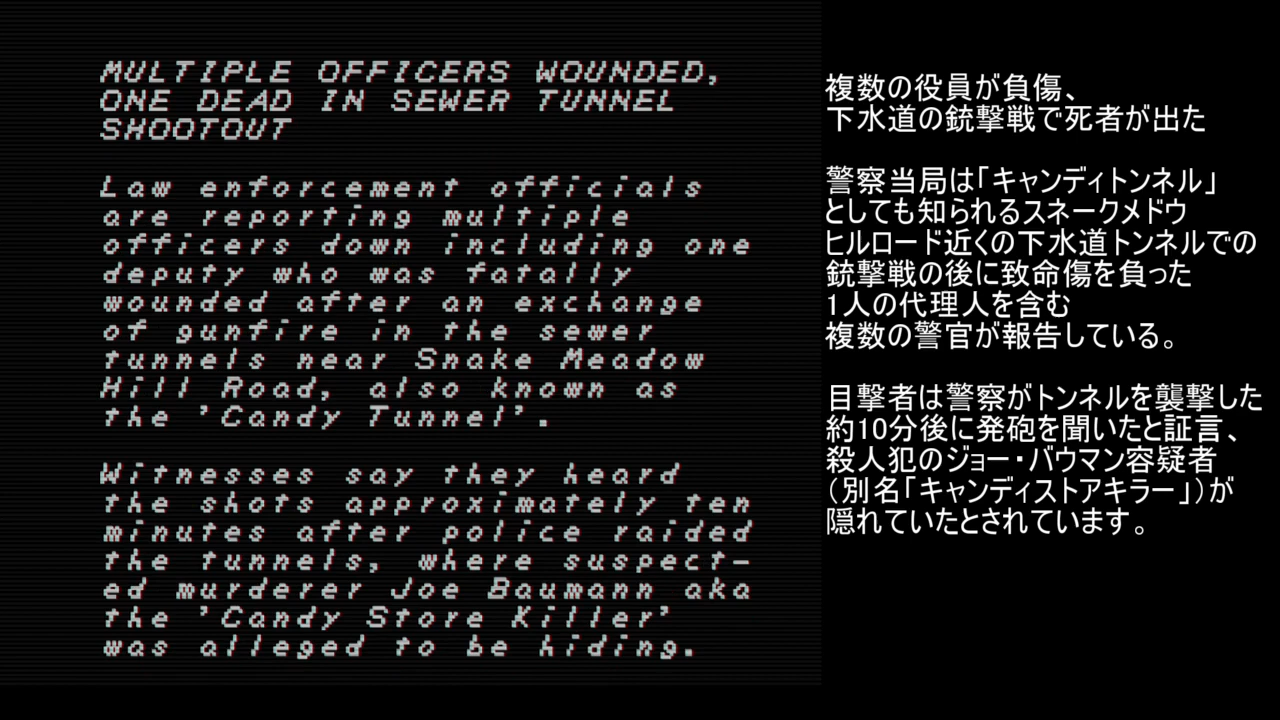 MULTIPLE OFFICERS WOUNDED,
ONE DEAD IN SEWER TUNNEL
SHOOTOUT
Law enforcement officials
are reporting multiple
officers down including one
deputy who was fatally
wounded after an exchange
of gunfire in the sewer
tunnels near Snake Meadow
Hill Road, also known as
the 'Candy Tunnel'.
Witnesses say they heard
the shots approximately ten
minutes after police raided
the tunnels, where suspect-
ed murderer Joe Baumann aka
the 'Candy Store Killer'
was alleged to be hiding.
複数の役員が負傷、
下水道の銃撃戦で死者が出た
警察当局は「キャンディトンネル」
としても知られるスネークメドウ
ヒルロード近くの下水道トンネルでの
銃撃戦の後に致命傷を負った
1人の代理人を含む
複数の警官が報告している。
目撃者は警察がトンネルを襲撃した
約10分後に発砲を聞いたと証言、
殺人犯のジョー・バウマン容疑者
（別名「キャンディストアキラー」）が
隠れていたとされています。